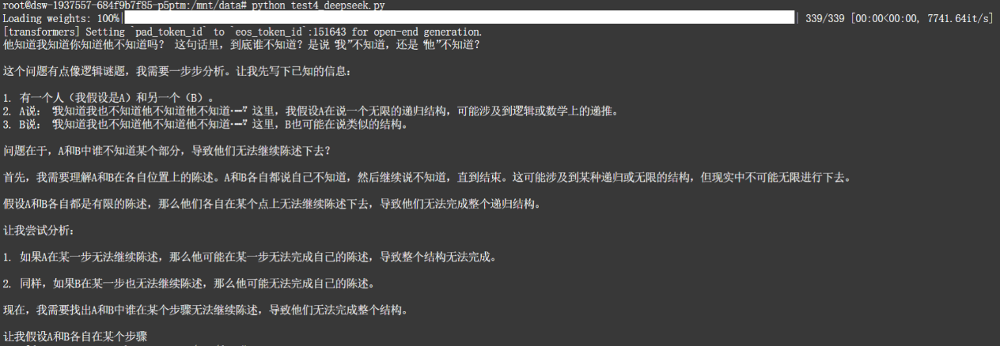 root@dsw-1937557-684f9b7f85-p5ptm:/mnt/data# python test4_deepseek.py
Loading weights: 100%| | 339/339 [00:00<00:00, 7741.64it/s]
[transformers] Setting `pad_token_id` to `eos_token_id`:151643 for open-end generation.
他知道我知道你知道他不知道吗? 这句话里,到底谁不知道?是说“我”不知道,还是“他”不知道?
这个问题有点像逻辑谜题,我需要一步步分析。让我先写下已知的信息:
1. 有一个人(我假设是A)和另一个(B)。
2. A说:“我知道我也不知道他不知道他不知道……”这里,我假设A在说一个无限的递归结构,可能涉及到逻辑或数学上的递推。
3. B说:“我知道我也不知道他不知道他不知道……”这里,B也可能在说类似的结构。
问题在于,A和B中谁不知道某个部分,导致他们无法继续陈述下去?
首先,我需要理解A和B在各自位置上的陈述。A和B各自都说自己不知道,然后继续说不知道,直到结束。这可能涉及到某种递归或无限的结构,但现实中不可能无限进行下去。
假设A和B各自都是有限的陈述,那么他们各自在某个点上无法继续陈述下去,导致他们无法完成整个递归结构。
让我尝试分析:
1. 如果A在某一步无法继续陈述,那么他可能在某一步无法完成自己的陈述,导致整个结构无法完成。
2. 同样,如果B在某一步也无法继续陈述,那么他可能无法完成自己的陈述。
现在,我需要找出A和B中谁在某个步骤无法继续陈述,导致他们无法完成整个结构。
让我假设A和B各自在某个步骤